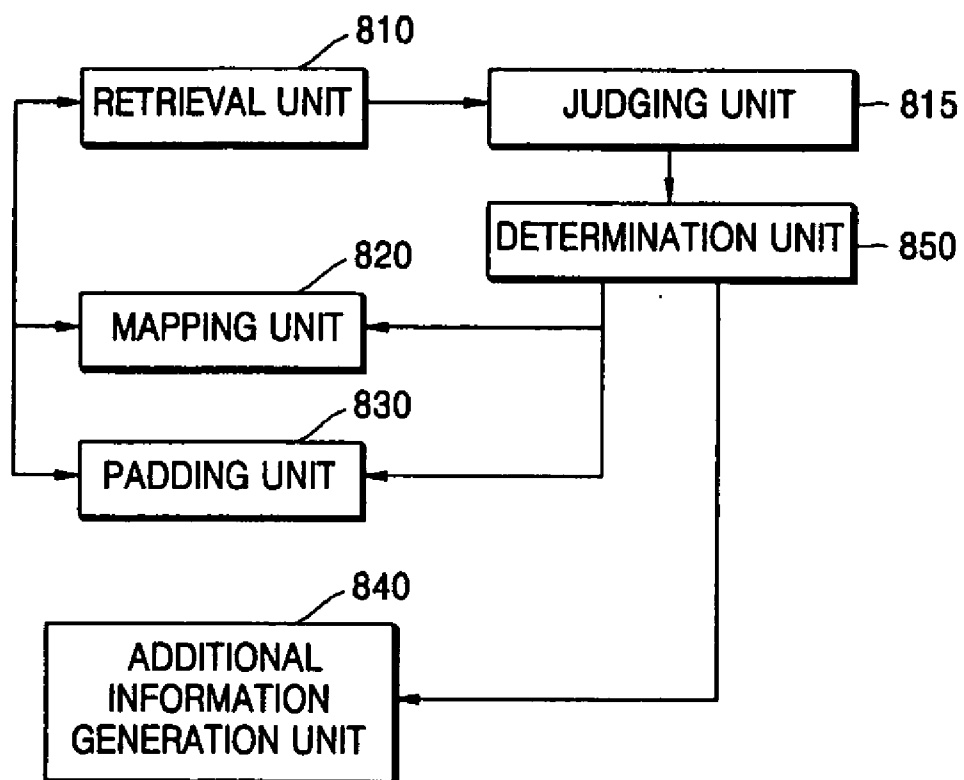 810
RETRIEVAL UNIT
JUDGING UNIT
815
DETERMINATION UNIT
850
820
MAPPING UNIT
830
PADDING UNIT
840
ADDITIONAL
INFORMATION
GENERATION UNIT